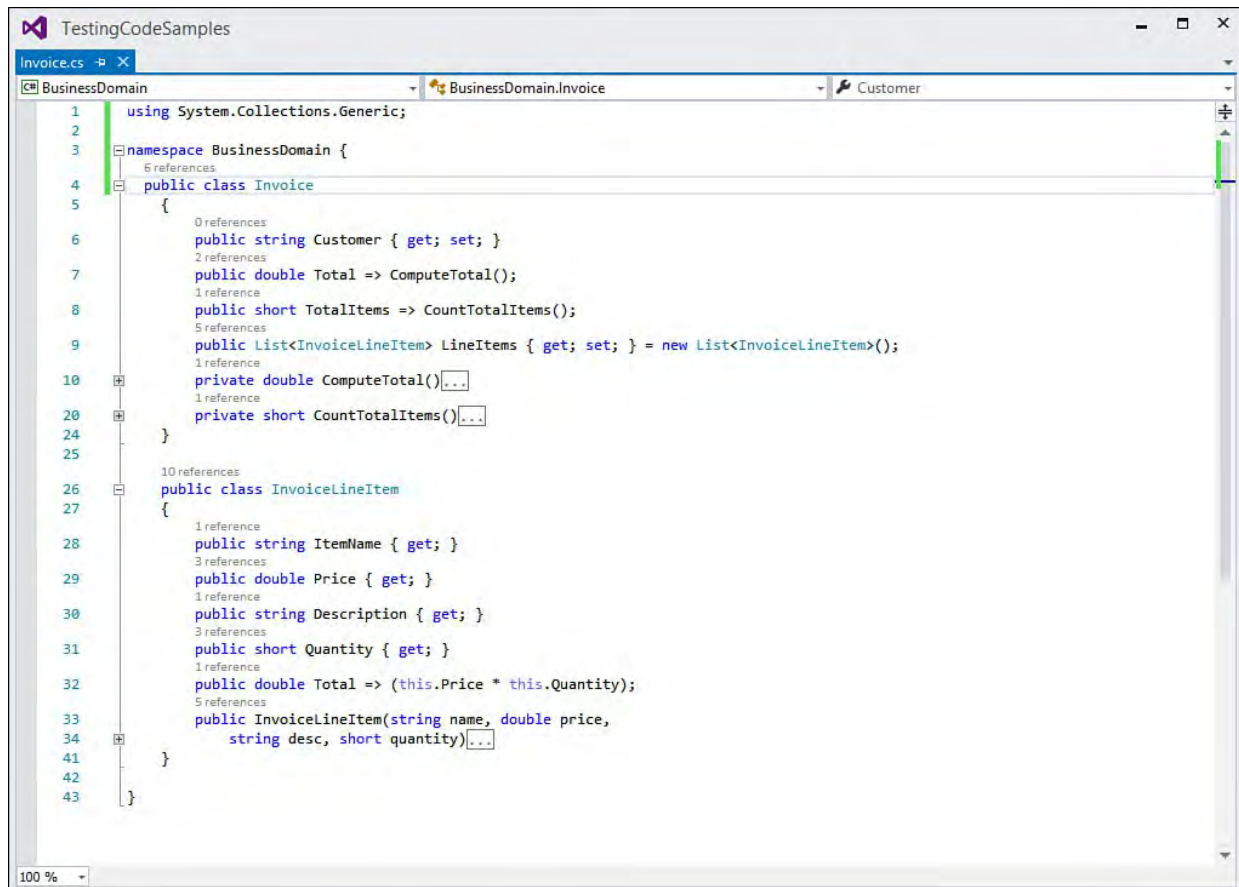 TestingCodeSamples
Invoice.cs
C# BusinessDomain BusinessDomain.Invoice Customer
1 using System.Collections.Generic;
2
3 namespace BusinessDomain {
6 references
4 public class Invoice
5 {
0 references
6 public string Customer { get; set; }
2 references
7 public double Total => ComputeTotal();
1 reference
8 public short TotalItems => CountTotalItems();
5 references
9 public List<InvoiceLineItem> LineItems { get; set; } = new List<InvoiceLineItem>();
1 reference
10 private double ComputeTotal()...
1 reference
20 private short CountTotalItems()...
24 }
25
10 references
26 public class InvoiceLineItem
27 {
1 reference
28 public string ItemName { get; }
3 references
29 public double Price { get; }
1 reference
30 public string Description { get; }
3 references
31 public short Quantity { get; }
1 reference
32 public double Total => (this.Price * this.Quantity);
5 references
33 public InvoiceLineItem(string name, double price,
34 string desc, short quantity)...
41 }
42
43 }
100 %